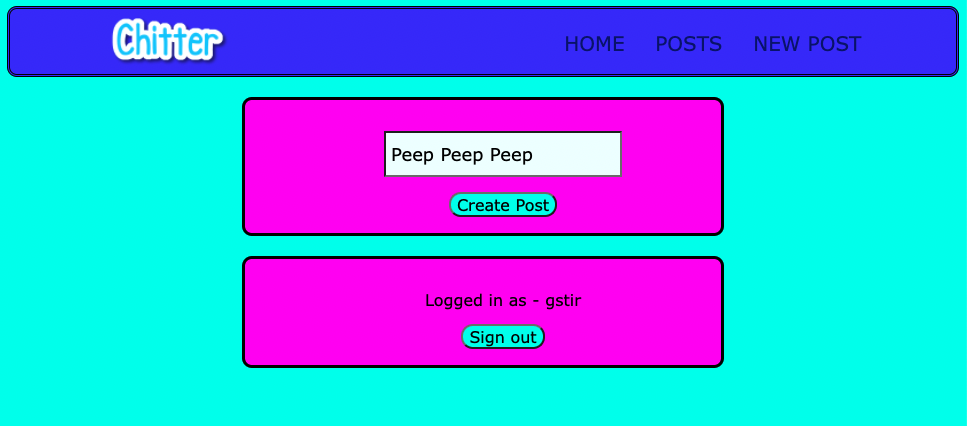 Chitter
HOME POSTS NEW POST
Peep Peep Peep
Create Post
Logged in as - gstir
Sign out